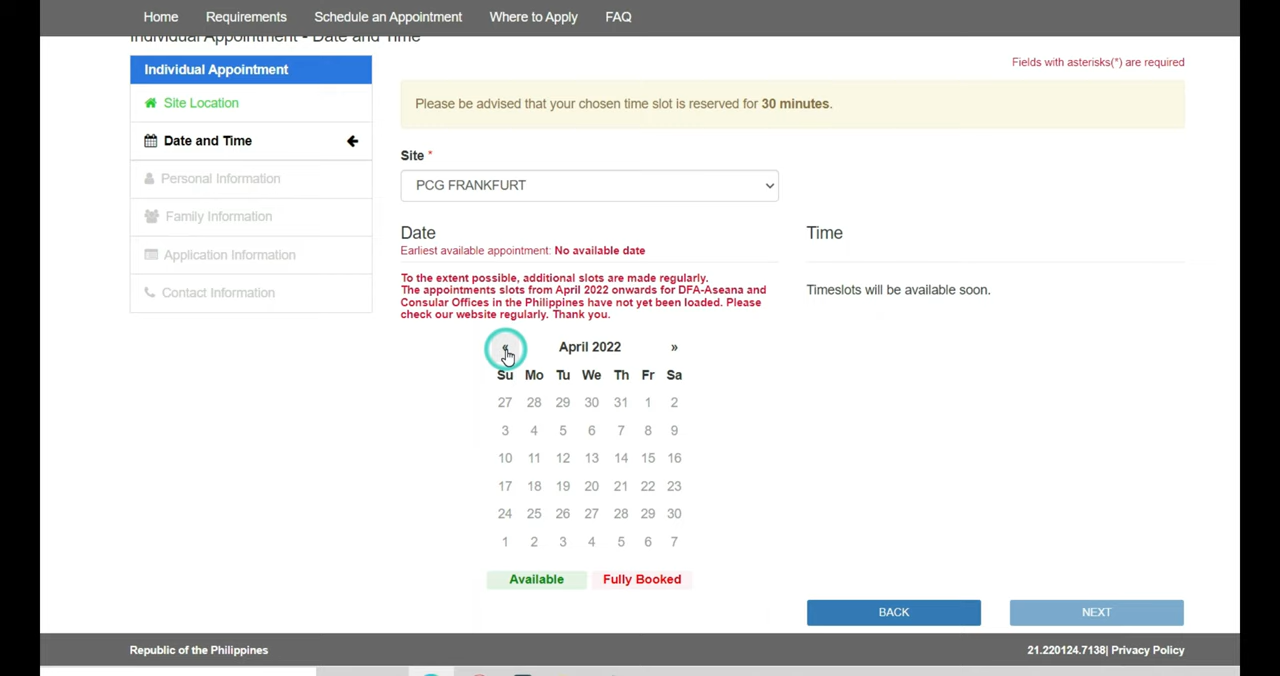 Home Requirements Schedule an Appointment Where to Apply FAQ
Individual Appointment - Date and Time
Individual Appointment
Site Location
Date and Time
Personal Information
Family Information
Application Information
Contact Information
Fields with asterisks(*) are required
Please be advised that your chosen time slot is reserved for 30 minutes.
Site *
PCG FRANKFURT
Date
Earliest available appointment: No available date
To the extent possible, additional slots are made regularly.
The appointments slots from April 2022 onwards for DFA-Aseana and
Consular Offices in the Philippines have not yet been loaded. Please
check our website regularly. Thank you.
« April 2022 »
Su Mo Tu We Th Fr Sa
27 28 29 30 31 1 2
3 4 5 6 7 8 9
10 11 12 13 14 15 16
17 18 19 20 21 22 23
24 25 26 27 28 29 30
1 2 3 4 5 6 7
Available Fully Booked
Time
Timeslots will be available soon.
BACK NEXT
Republic of the Philippines 21.220124.7138| Privacy Policy